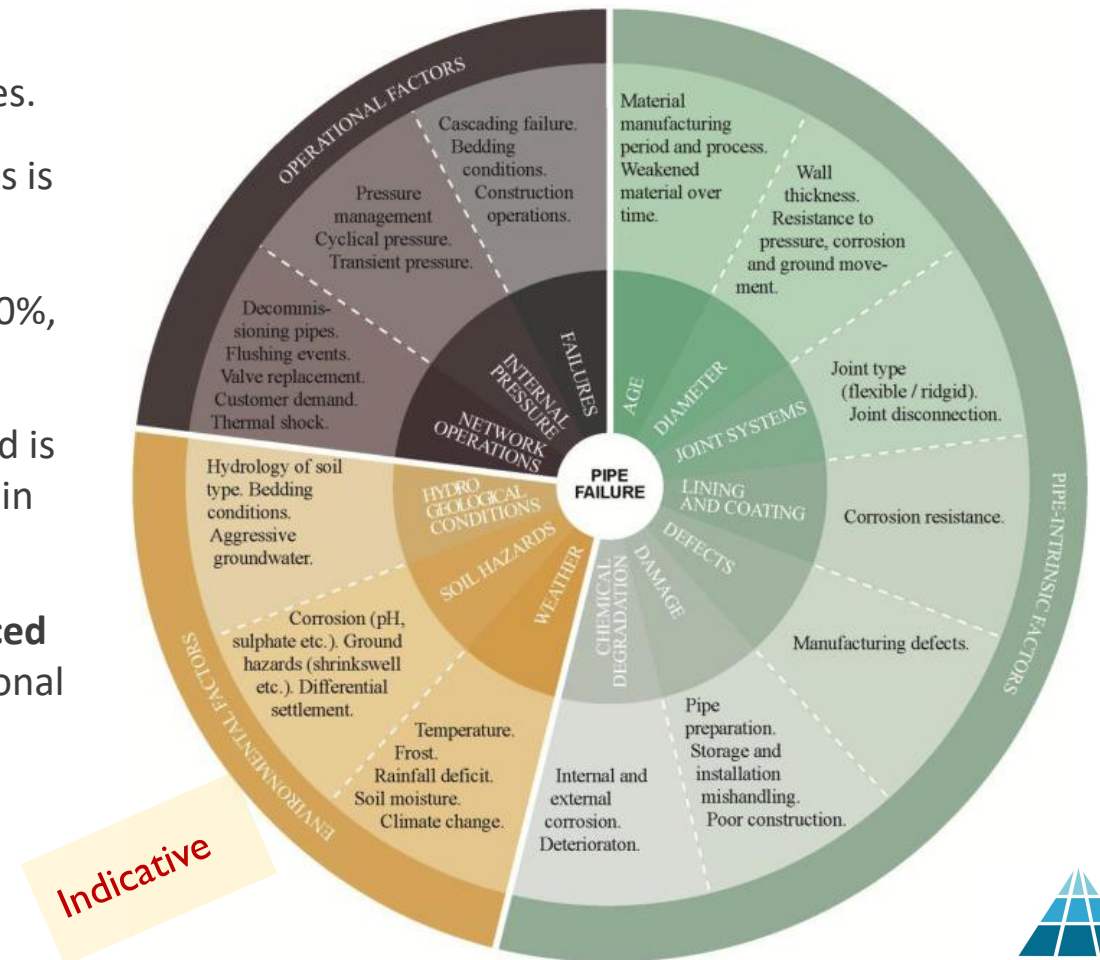 es.
s is
0%,
d is
in
ced
onal
Indicative
PIPE
FAILURE
OPERATIONAL FACTORS
FAILURES
Cascading failure.
Bedding
conditions.
Construction
operations.
INTERNAL
PRESSURE
Pressure
management
Cyclical pressure.
Transient pressure.
NETWORK
OPERATIONS
Decommis-
sioning pipes.
Flushing events.
Valve replacement.
Customer demand.
Thermal shock.
PIPE-INTRINSIC FACTORS
AGE
Material
manufacturing
period and process.
Weakened
material over
time.
DIAMETER
Wall
thickness.
Resistance to
pressure, corrosion
and ground move-
ment.
JOINT SYSTEMS
Joint type
(flexible / ridgid).
Joint disconnection.
LINING
AND COATING
Corrosion resistance.
DEFECTS
Manufacturing defects.
DAMAGE
Pipe
preparation.
Storage and
installation
mishandling.
Poor construction.
CHEMICAL
DEGRADATION
Internal and
external
corrosion.
Deterioraton.
ENVIRONMENTAL FACTORS
WEATHER
Temperature.
Frost.
Rainfall deficit.
Soil moisture.
Climate change.
SOIL HAZARDS
Corrosion (pH,
sulphate etc.). Ground
hazards (shrinkswell
etc.). Differential
settlement.
HYDRO
GEOLOGICAL
CONDITIONS
Hydrology of soil
type. Bedding
conditions.
Aggressive
groundwater.